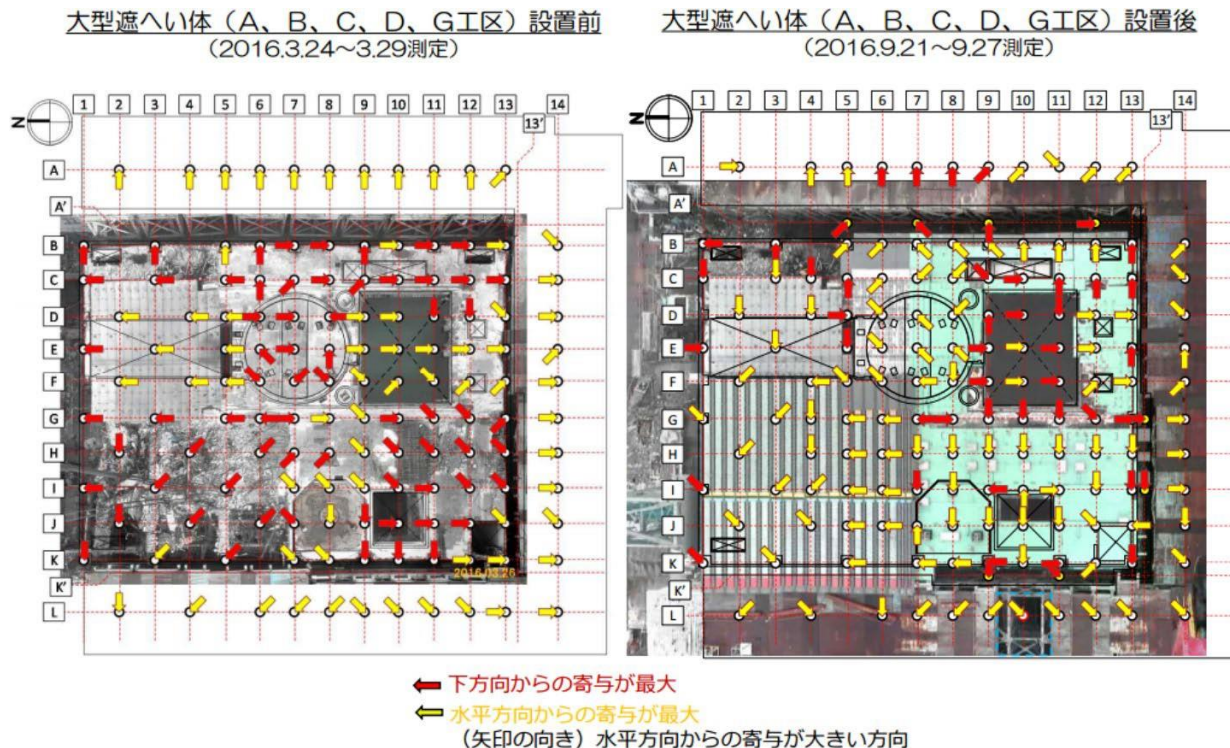 大型遮へい体（A、B、C、D、G工区）設置前
（2016.3.24～3.29測定）
1 2 3 4 5 6 7 8 9 10 11 12 13 14
13'
N
A
A'
B
C
D
E
F
G
H
I
J
K
2016.03.26
K'
L
大型遮へい体（A、B、C、D、G工区）設置後
（2016.9.21～9.27測定）
1 2 3 4 5 6 7 8 9 10 11 12 13 14
13'
N
A
A'
B
C
D
E
F
G
H
I
J
K
K'
L
下方向からの寄与が最大
水平方向からの寄与が最大
（矢印の向き）水平方向からの寄与が大きい方向